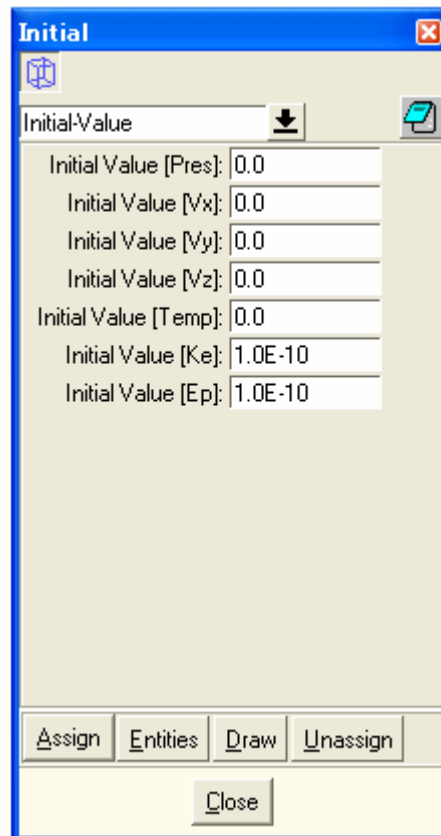 Initial
Initial-Value
Initial Value [Pres]: 0.0
Initial Value [Vx]: 0.0
Initial Value [Vy]: 0.0
Initial Value [Vz]: 0.0
Initial Value [Temp]: 0.0
Initial Value [Ke]: 1.0E-10
Initial Value [Ep]: 1.0E-10
Assign Entities Draw Unassign
Close